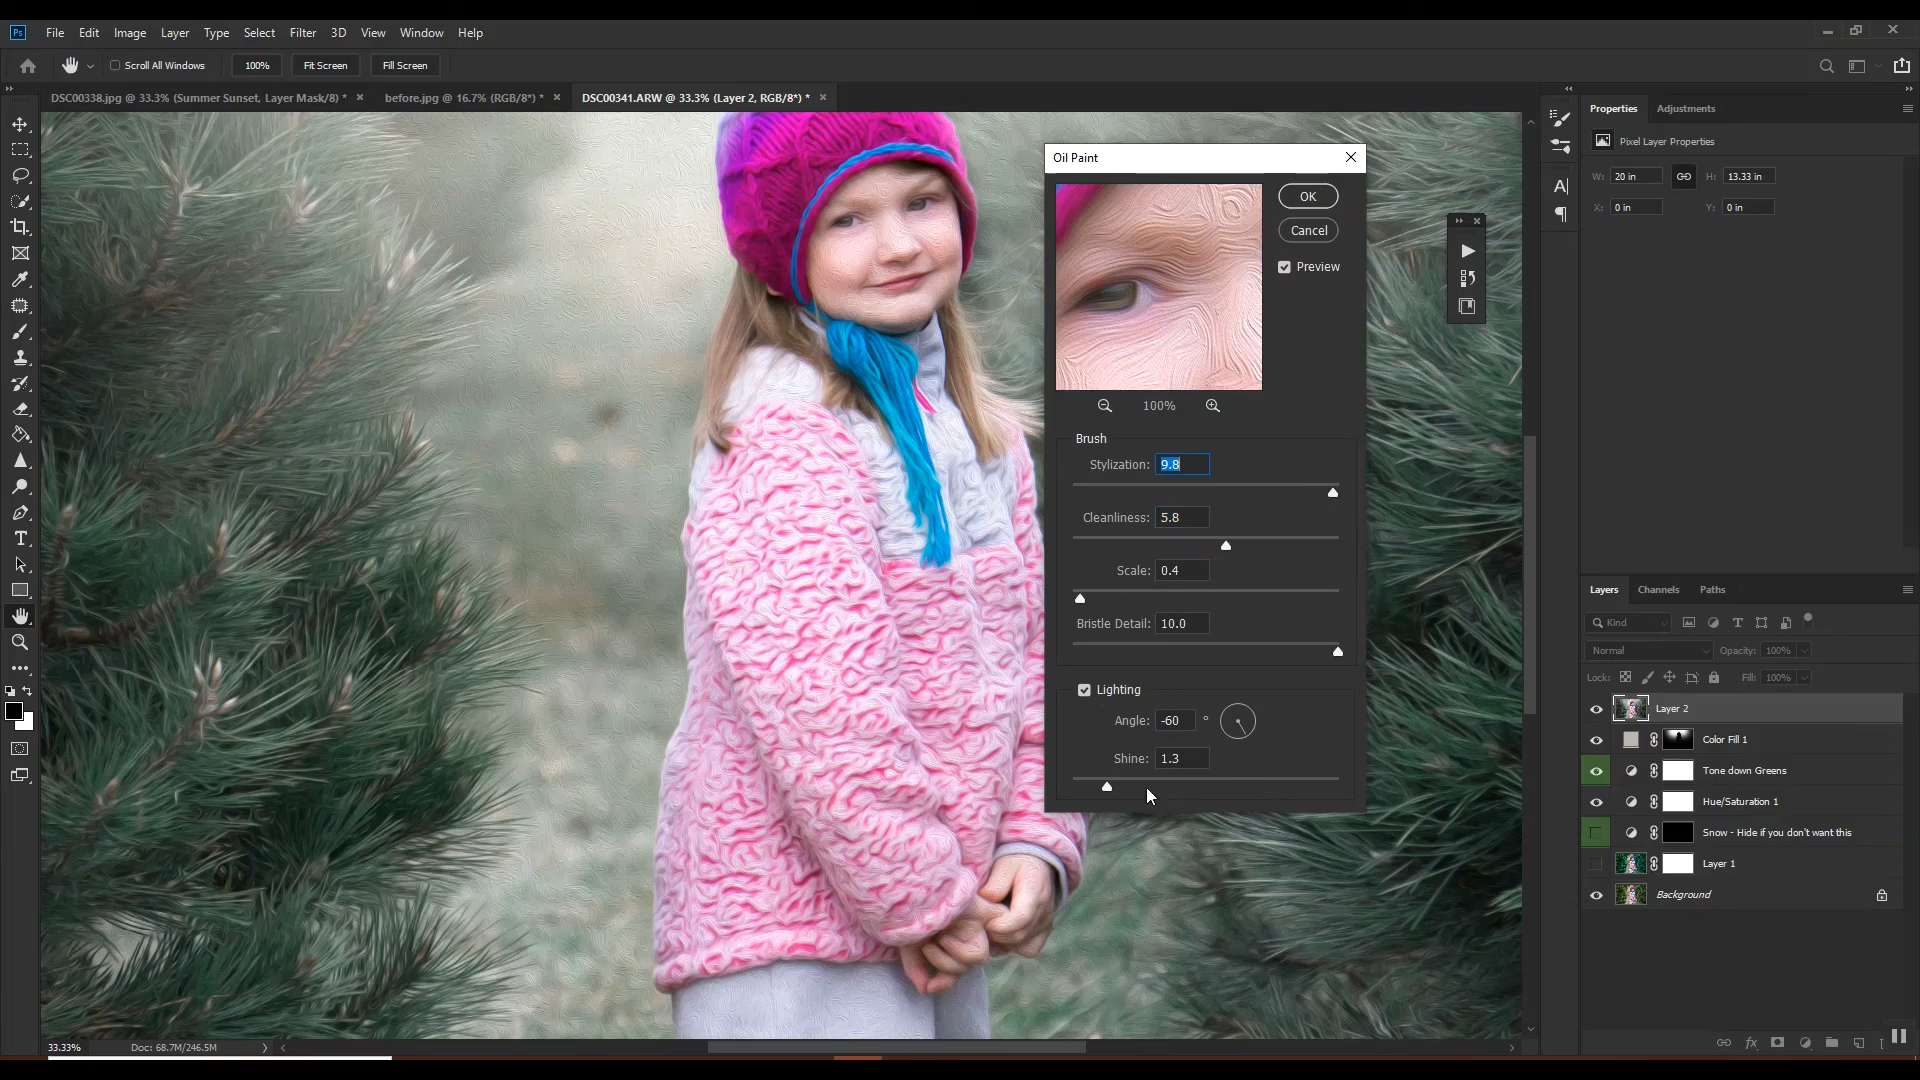 Ps File Edit Image Layer Type Select Filter 3D View Window Help
Scroll All Windows 100% Fit Screen Fill Screen
DSC00338.jpg @ 33.3% (Summer Sunset, Layer Mask/8) * × before.jpg @ 16.7% (RGB/8*) * × DSC00341.ARW @ 33.3% (Layer 2, RGB/8*) * ×
Properties Adjustments
Pixel Layer Properties
W: 20 in H: 13.33 in
X: 0 in Y: 0 in
Oil Paint
OK
Cancel
Preview
100%
Brush
Stylization: 9.8
Cleanliness: 5.8
Scale: 0.4
Bristle Detail: 10.0
Lighting
Angle: -60 °
Shine: 1.3
Layers Channels Paths
Kind
Normal Opacity: 100%
Lock: Fill: 100%
Layer 2
Color Fill 1
Tone down Greens
Hue/Saturation 1
Snow - Hide if you don't want this
Layer 1
Background
33.33% Doc: 68.7M/246.5M